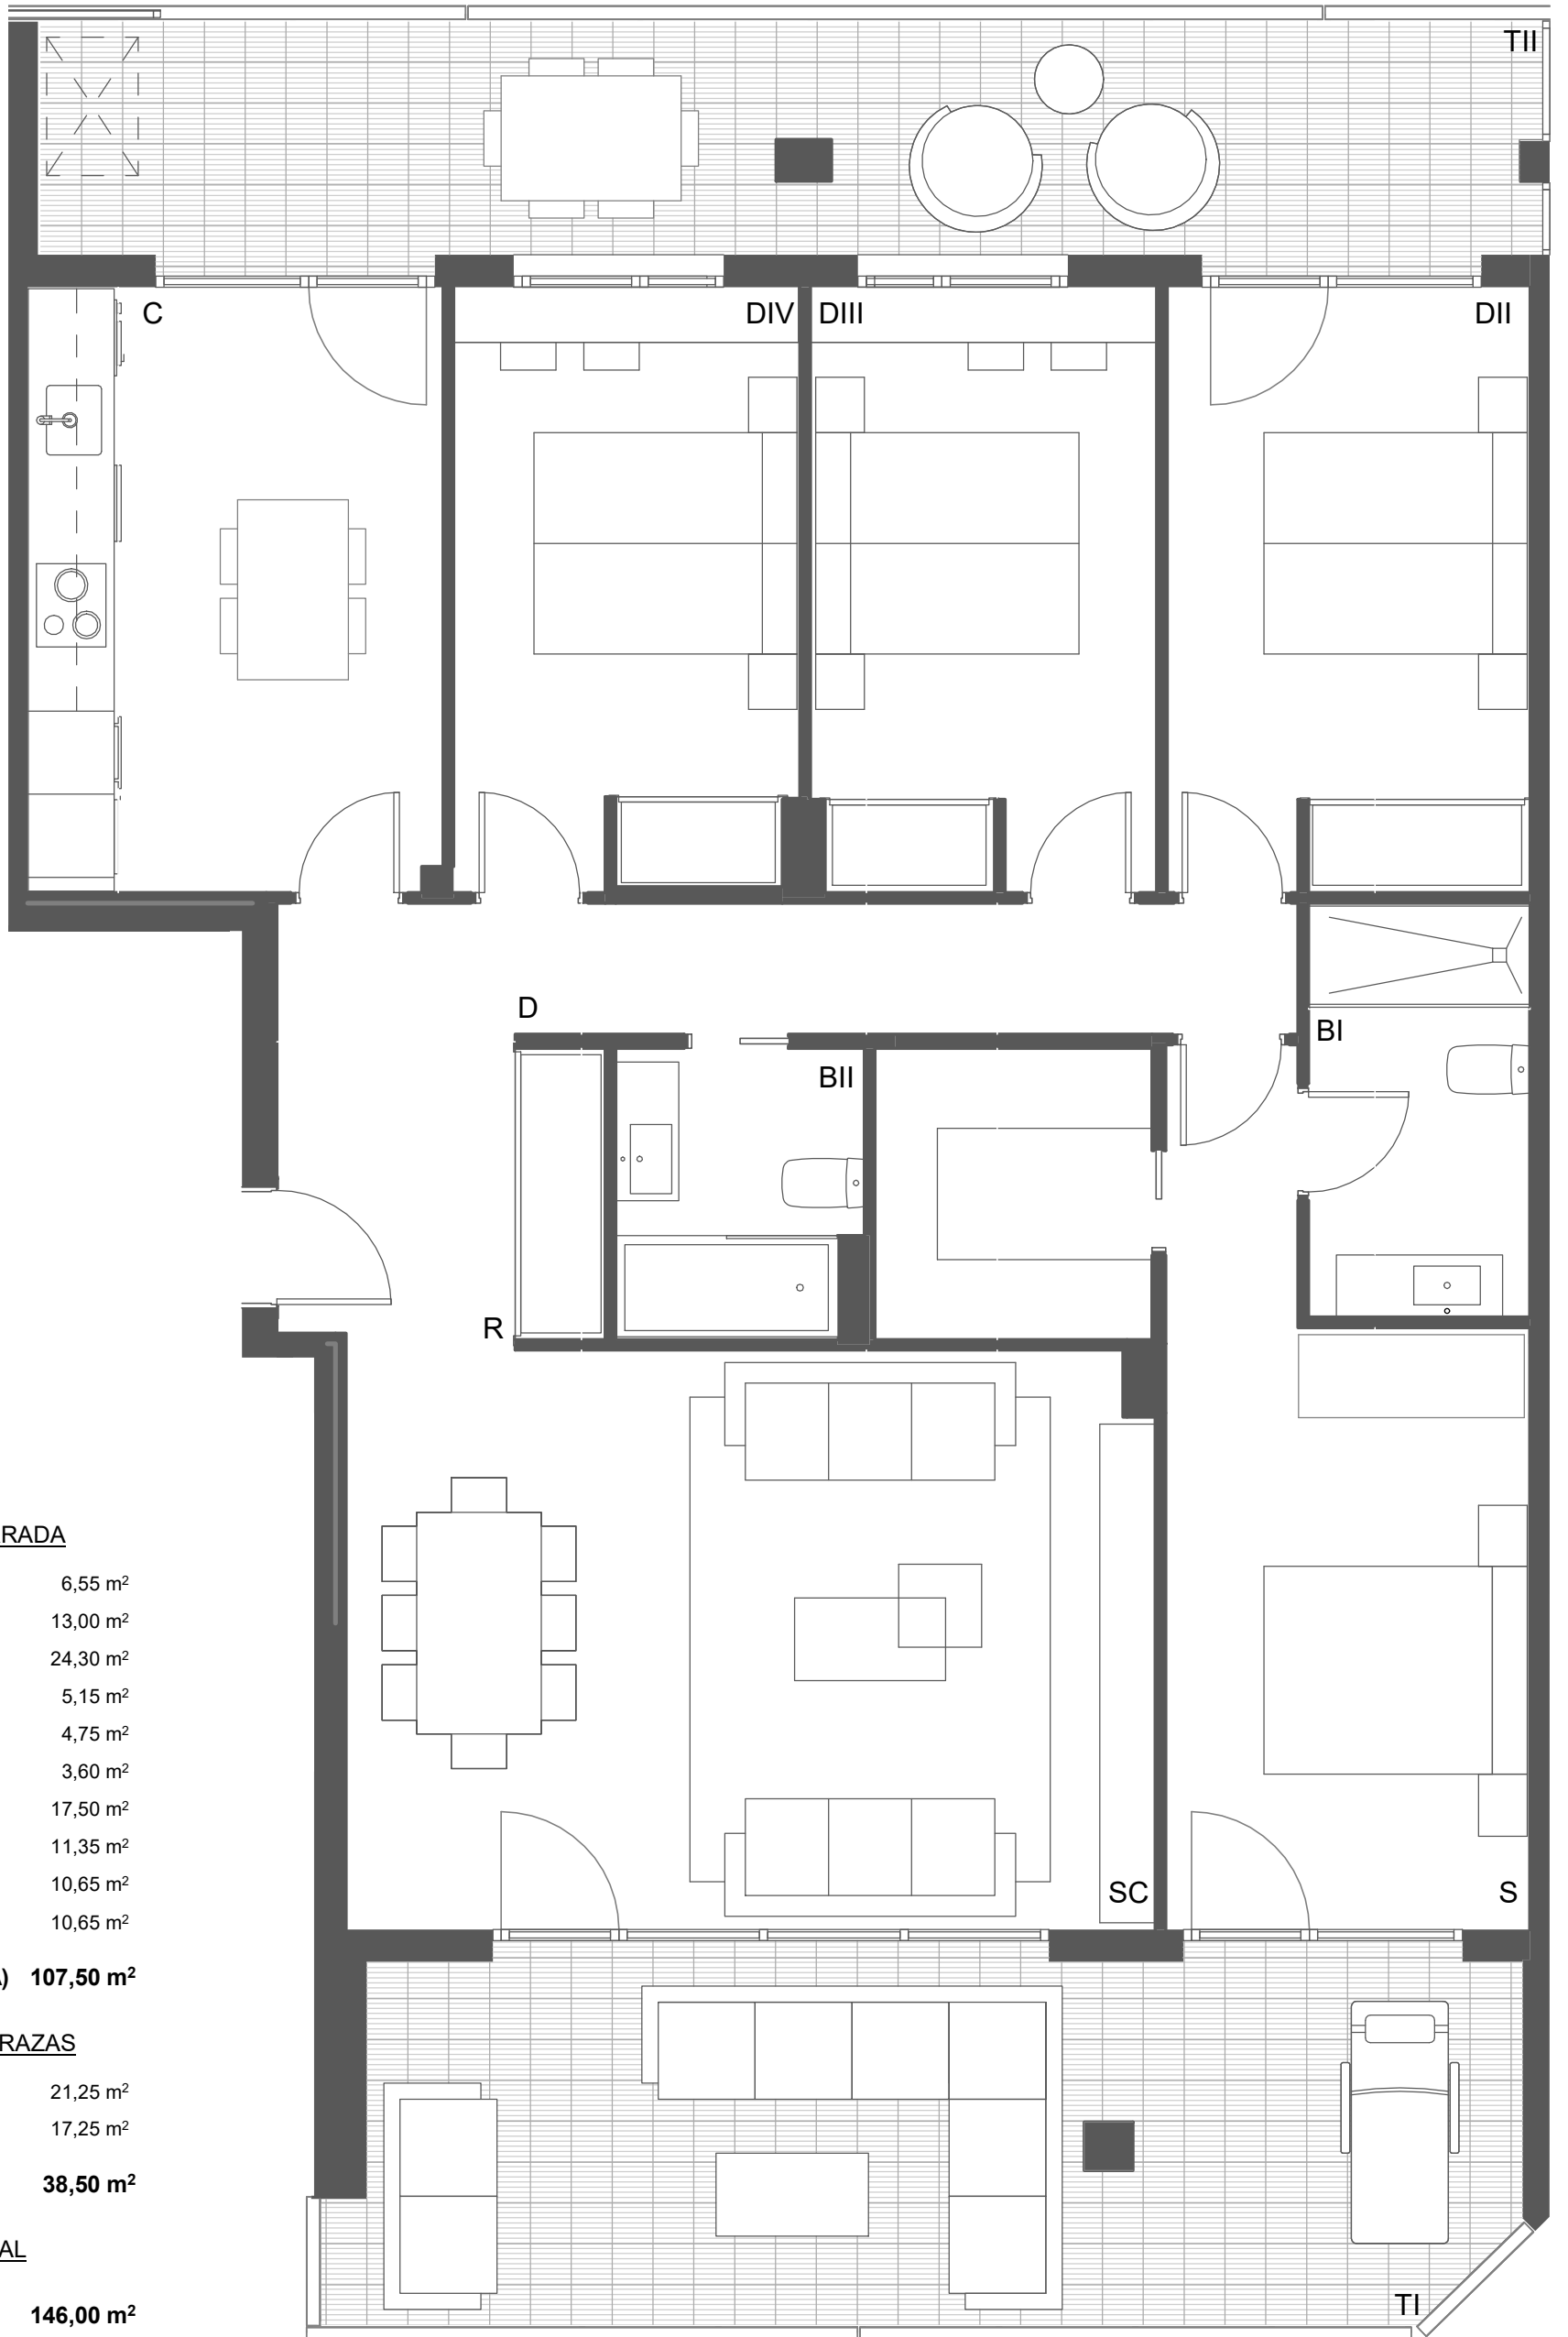 TII
C
DIV
DIII
DII
D
BI
BII
R
RADA
6,55 m²
13,00 m²
24,30 m²
5,15 m²
4,75 m²
3,60 m²
17,50 m²
11,35 m²
10,65 m²
10,65 m²
) 107,50 m²
SC
S
RAZAS
21,25 m²
17,25 m²
38,50 m²
AL
146,00 m²
TI